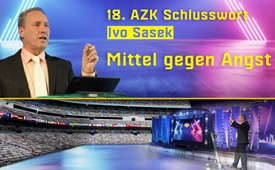 18. AZK Schlusswort
Ivo Sasek
Mittel gegen Angst